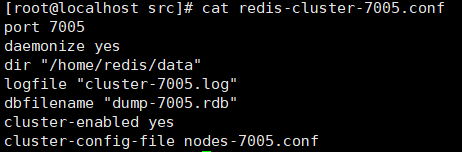 [root@localhost src]# cat redis-cluster-7005.conf
port 7005
daemonize yes
dir "/home/redis/data"
logfile "cluster-7005.log"
dbfilename "dump-7005.rdb"
cluster-enabled yes
cluster-config-file nodes-7005.conf